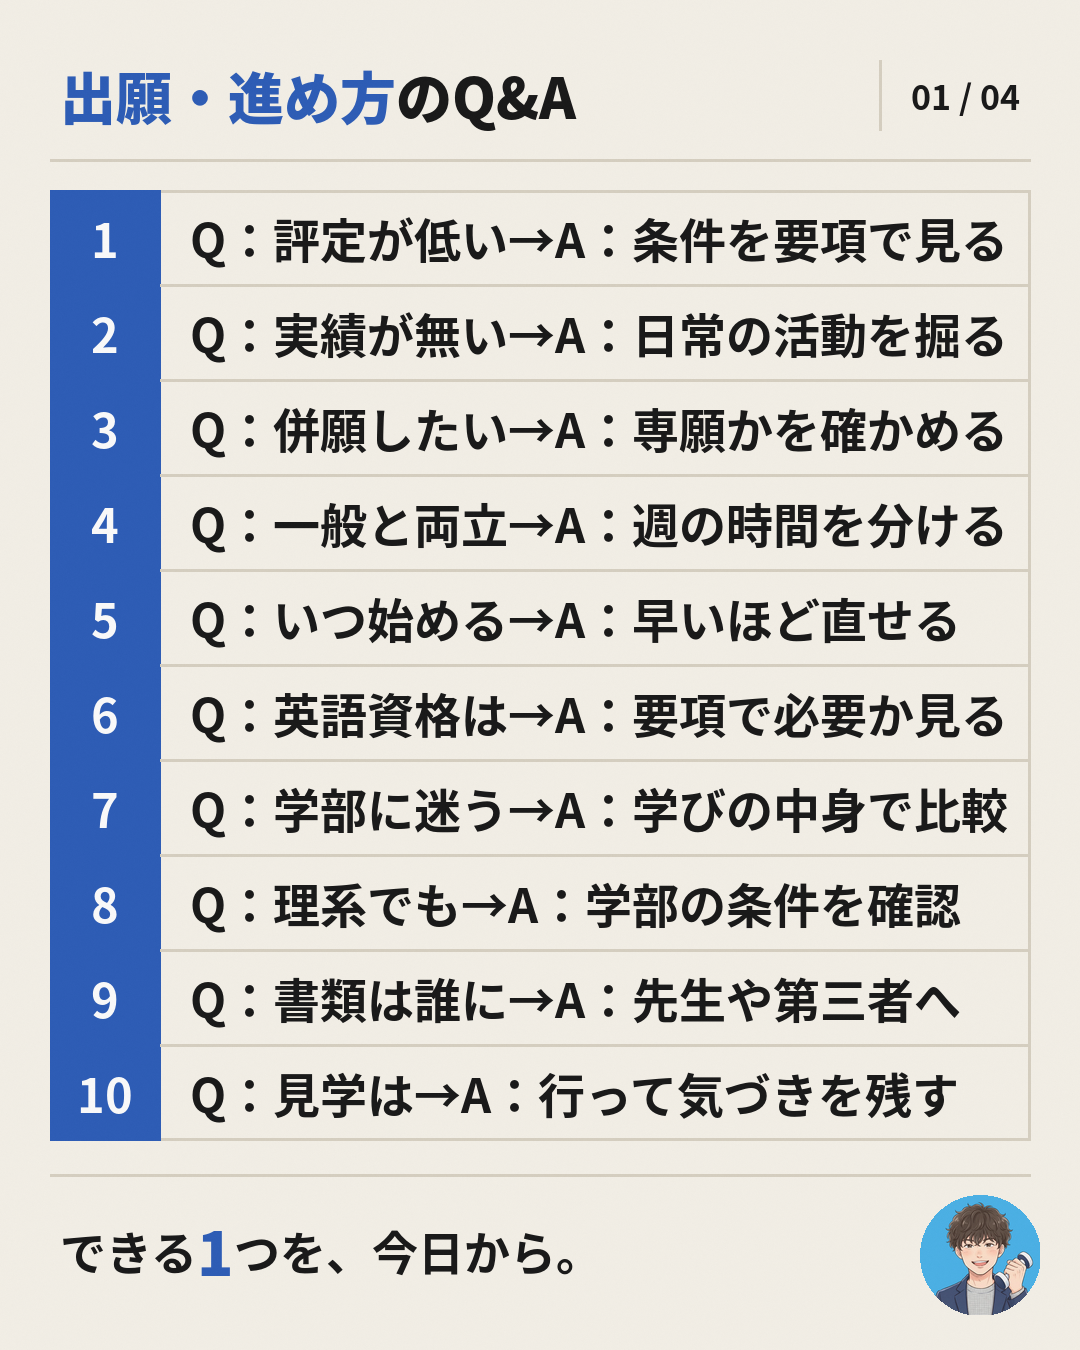 出願・進め方のQ&A
01 / 04
1 Q：評定が低い→A：条件を要項で見る
2 Q：実績が無い→A：日常の活動を掘る
3 Q：併願したい→A：専願かを確かめる
4 Q：一般と両立→A：週の時間を分ける
5 Q：いつ始める→A：早いほど直せる
6 Q：英語資格は→A：要項で必要か見る
7 Q：学部に迷う→A：学びの中身で比較
8 Q：理系でも→A：学部の条件を確認
9 Q：書類は誰に→A：先生や第三者へ
10 Q：見学は→A：行って気づきを残す
できる1つを、今日から。